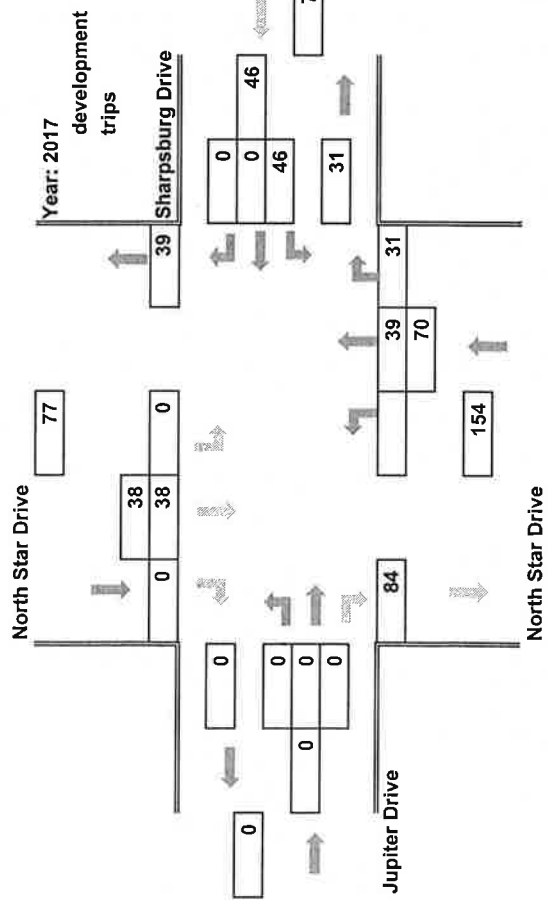 North Star Drive
77
Year: 2017
development
trips
38
0 38 0
39
Sharpsburg Drive
0
0
0
0 46
0
46
0 0
0
31
Jupiter Drive
84
39 31
70
154
North Star Drive